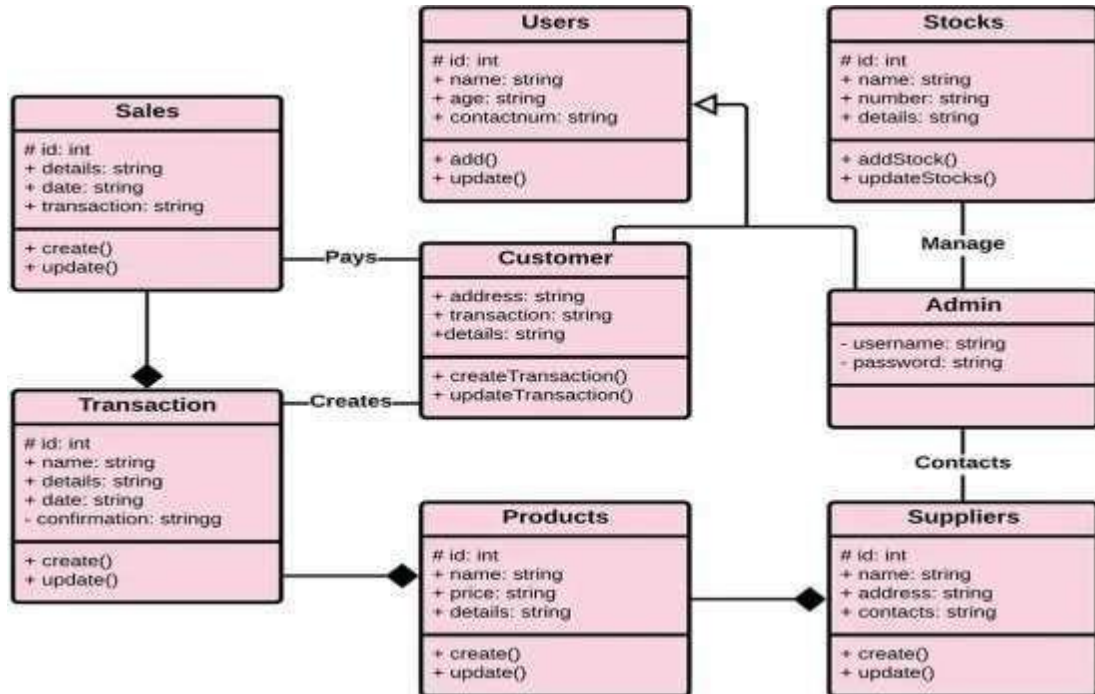 Users
# id: int
+ name: string
+ age: string
+ contactnum: string
+ add()
+ update()
Stocks
# id: int
+ name: string
+ number: string
+ details: string
+ addStock()
+ updateStocks()
Sales
# id: int
+ details: string
+ date: string
+ transaction: string
+ create()
+ update()
Pays
Customer
+ address: string
+ transaction: string
+details: string
+ createTransaction()
+ updateTransaction()
Manage
Admin
- username: string
- password: string
Transaction
# id: int
+ name: string
+ details: string
+ date: string
- confirmation: stringg
+ create()
+ update()
Creates
Contacts
Products
# id: int
+ name: string
+ price: string
+ details: string
+ create()
+ update()
Suppliers
# id: int
+ name: string
+ address: string
+ contacts: string
+ create()
+ update()